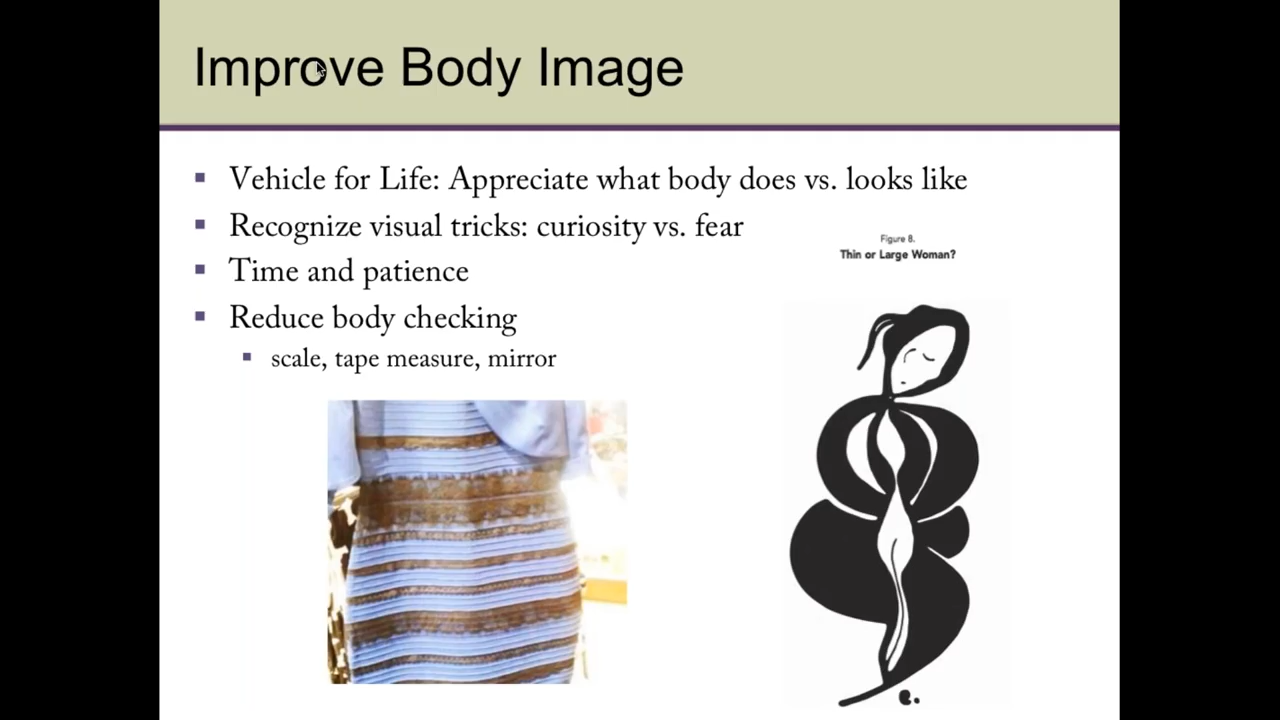 Improve Body Image
Vehicle for Life: Appreciate what body does vs. looks like
Recognize visual tricks: curiosity vs. fear
Time and patience
Reduce body checking
scale, tape measure, mirror
Figure 8.
Thin or Large Woman?